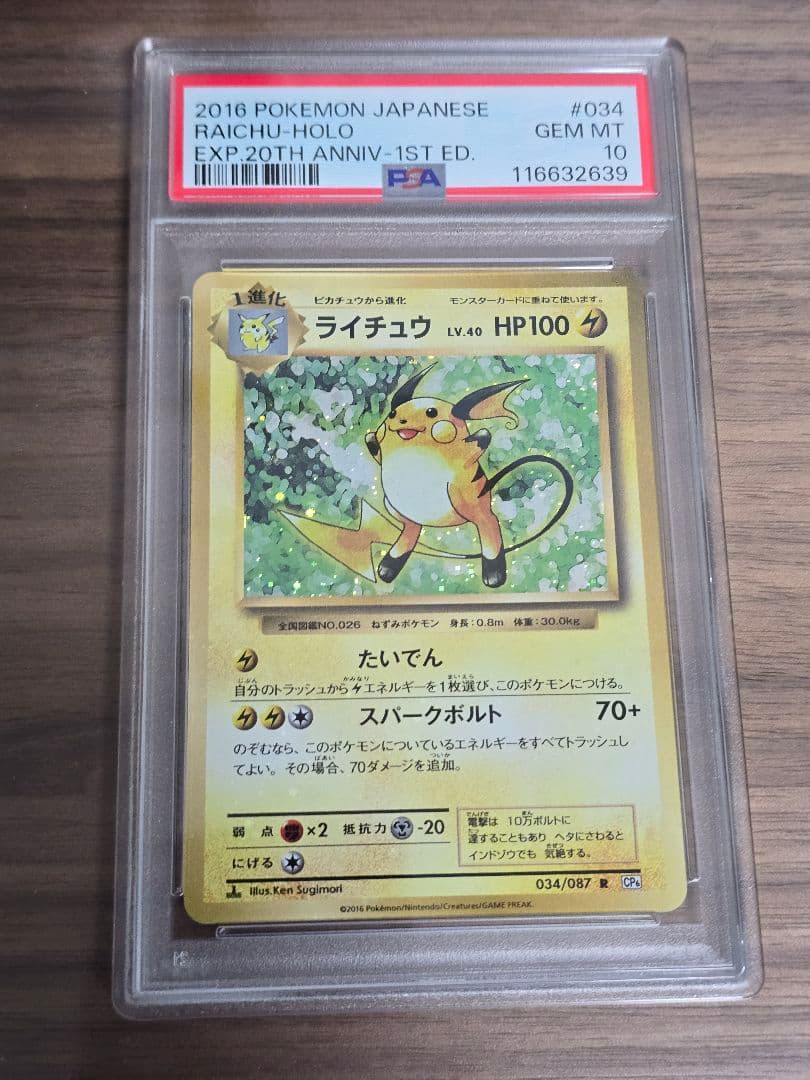 2016 POKEMON JAPANESE #034
RAICHU-HOLO GEM MT
EXP.20TH ANNIV-1ST ED. 10
PSA 116632639
1進化
ピカチュウから進化 モンスターカードに重ねて使います。
ライチュウ LV.40 HP100
全国図鑑NO.026 ねずみポケモン 身長:0.8m 体重:30.0kg
たいでん
自分のトラッシュからエネルギーを1枚選び、このポケモンにつける。
スパークボルト 70+
のぞむなら、このポケモンについているエネルギーをすべてトラッシュし
てよい。その場合、70ダメージを追加。
弱点 ×2 抵抗力 -20
にげる
電撃は 10万ボルトに
達することもあり ヘタにさわると
インドゾウでも 気絶する。
Illus.Ken Sugimori
034/087 R CP6
©2016 Pokémon/Nintendo/Creatures/GAME FREAK.